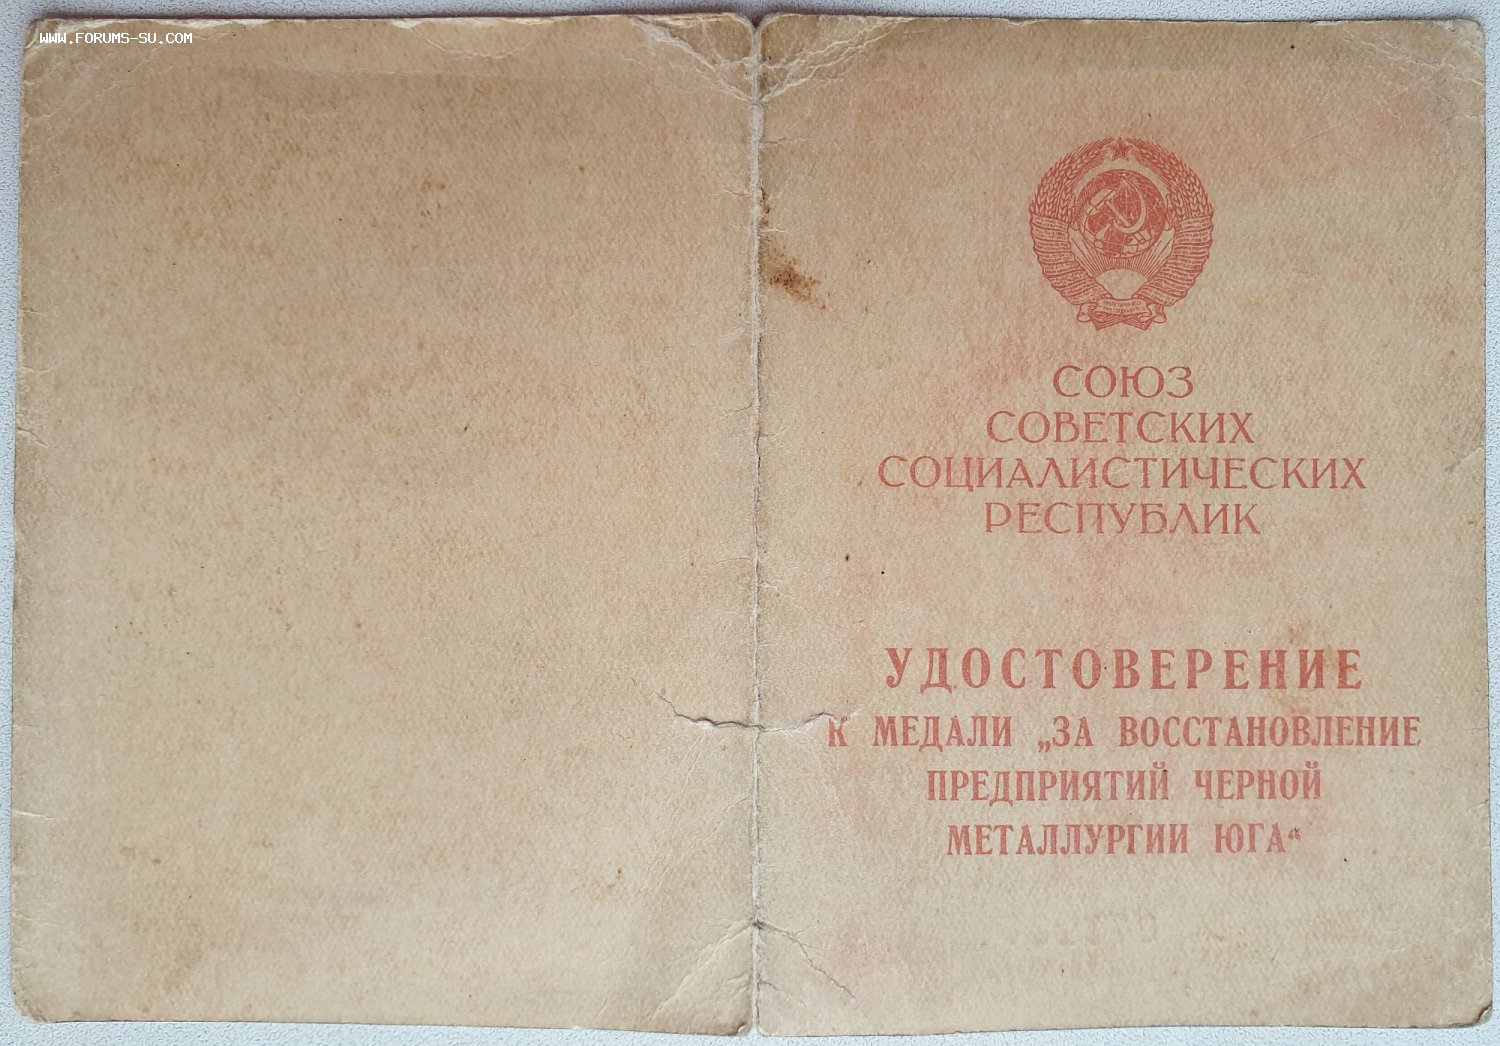 WWW.FORUMS-SU.COM
СОЮЗ
СОВЕТСКИХ
СОЦИАЛИСТИЧЕСКИХ
РЕСПУБЛИК
УДОСТОВЕРЕНИЕ
К МЕДАЛИ „ЗА ВОССТАНОВЛЕНИЕ
ПРЕДПРИЯТИЙ ЧЕРНОЙ
МЕТАЛЛУРГИИ ЮГА“